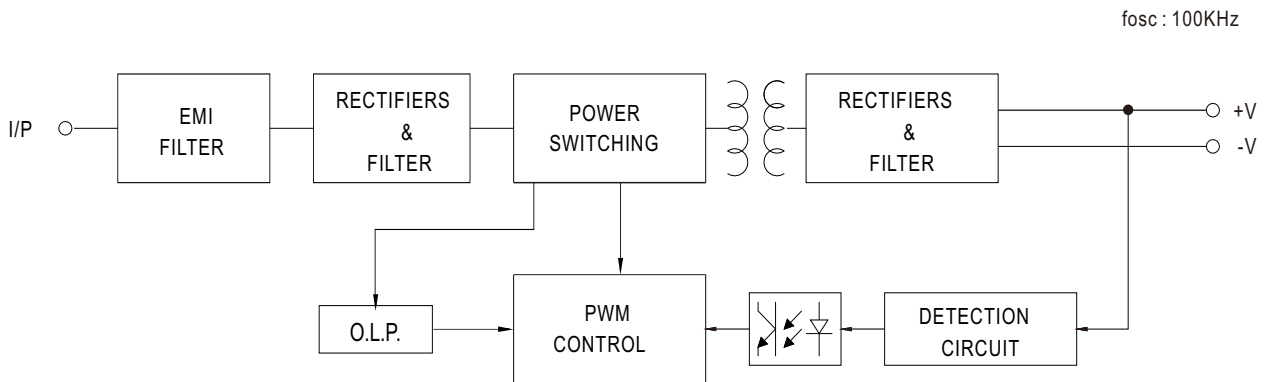 fosc : 100KHz
I/P
EMI
FILTER
RECTIFIERS
&
FILTER
POWER
SWITCHING
RECTIFIERS
&
FILTER
+V
-V
O.L.P.
PWM
CONTROL
DETECTION
CIRCUIT